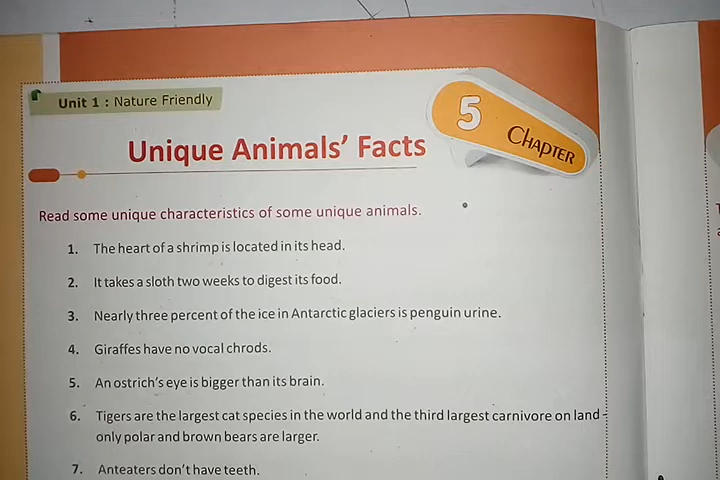 Unit 1 : Nature Friendly
5
CHAPTER
Unique Animals' Facts
Read some unique characteristics of some unique animals.
1. The heart of a shrimp is located in its head.
2. It takes a sloth two weeks to digest its food.
3. Nearly three percent of the ice in Antarctic glaciers is penguin urine.
4. Giraffes have no vocal chrods.
5. An ostrich's eye is bigger than its brain.
6. Tigers are the largest cat species in the world and the third largest carnivore on land -
only polar and brown bears are larger.
7. Anteaters don't have teeth.